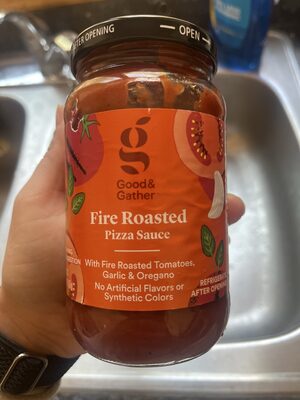 AFTER OPENING
OPEN
g
Good&
Gather
Fire Roasted
Pizza Sauce
With Fire Roasted Tomatoes,
Garlic & Oregano
No Artificial Flavors or
Synthetic Colors
AFTER OPENING